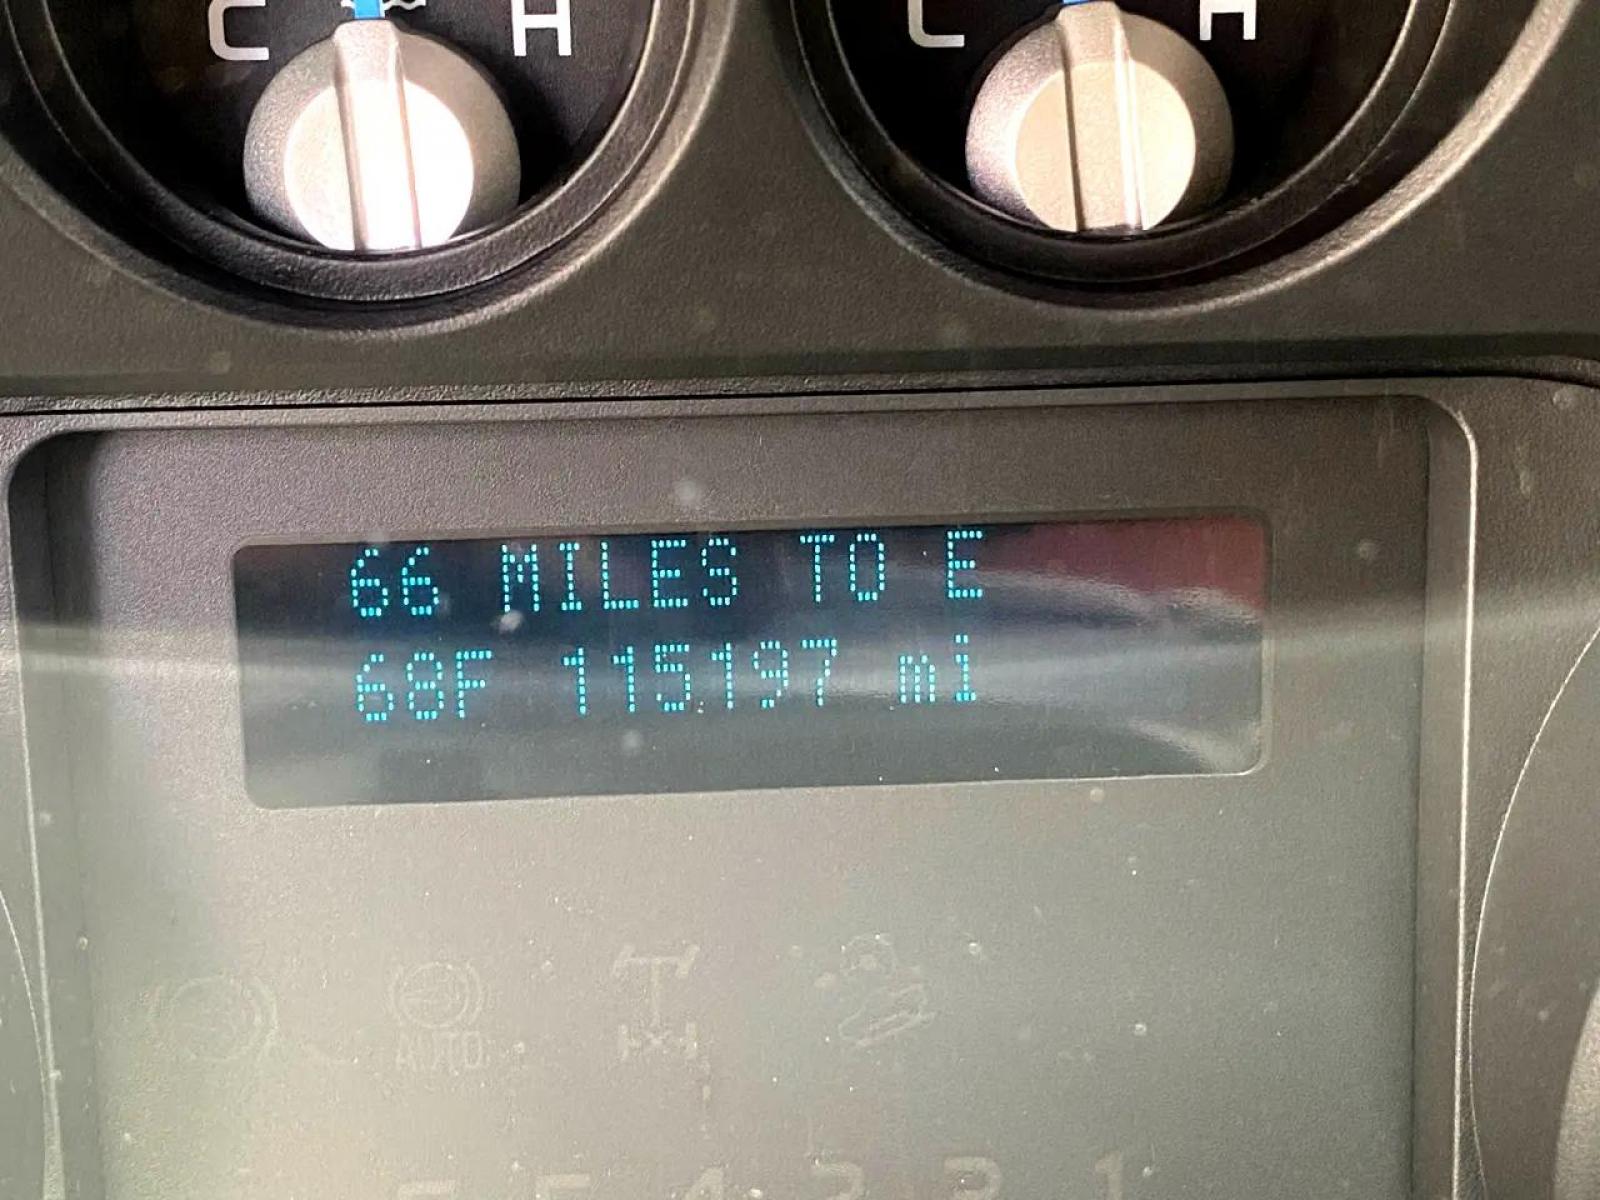 C H C H
66 MILES TO E
68F 115197 mi
AUTO